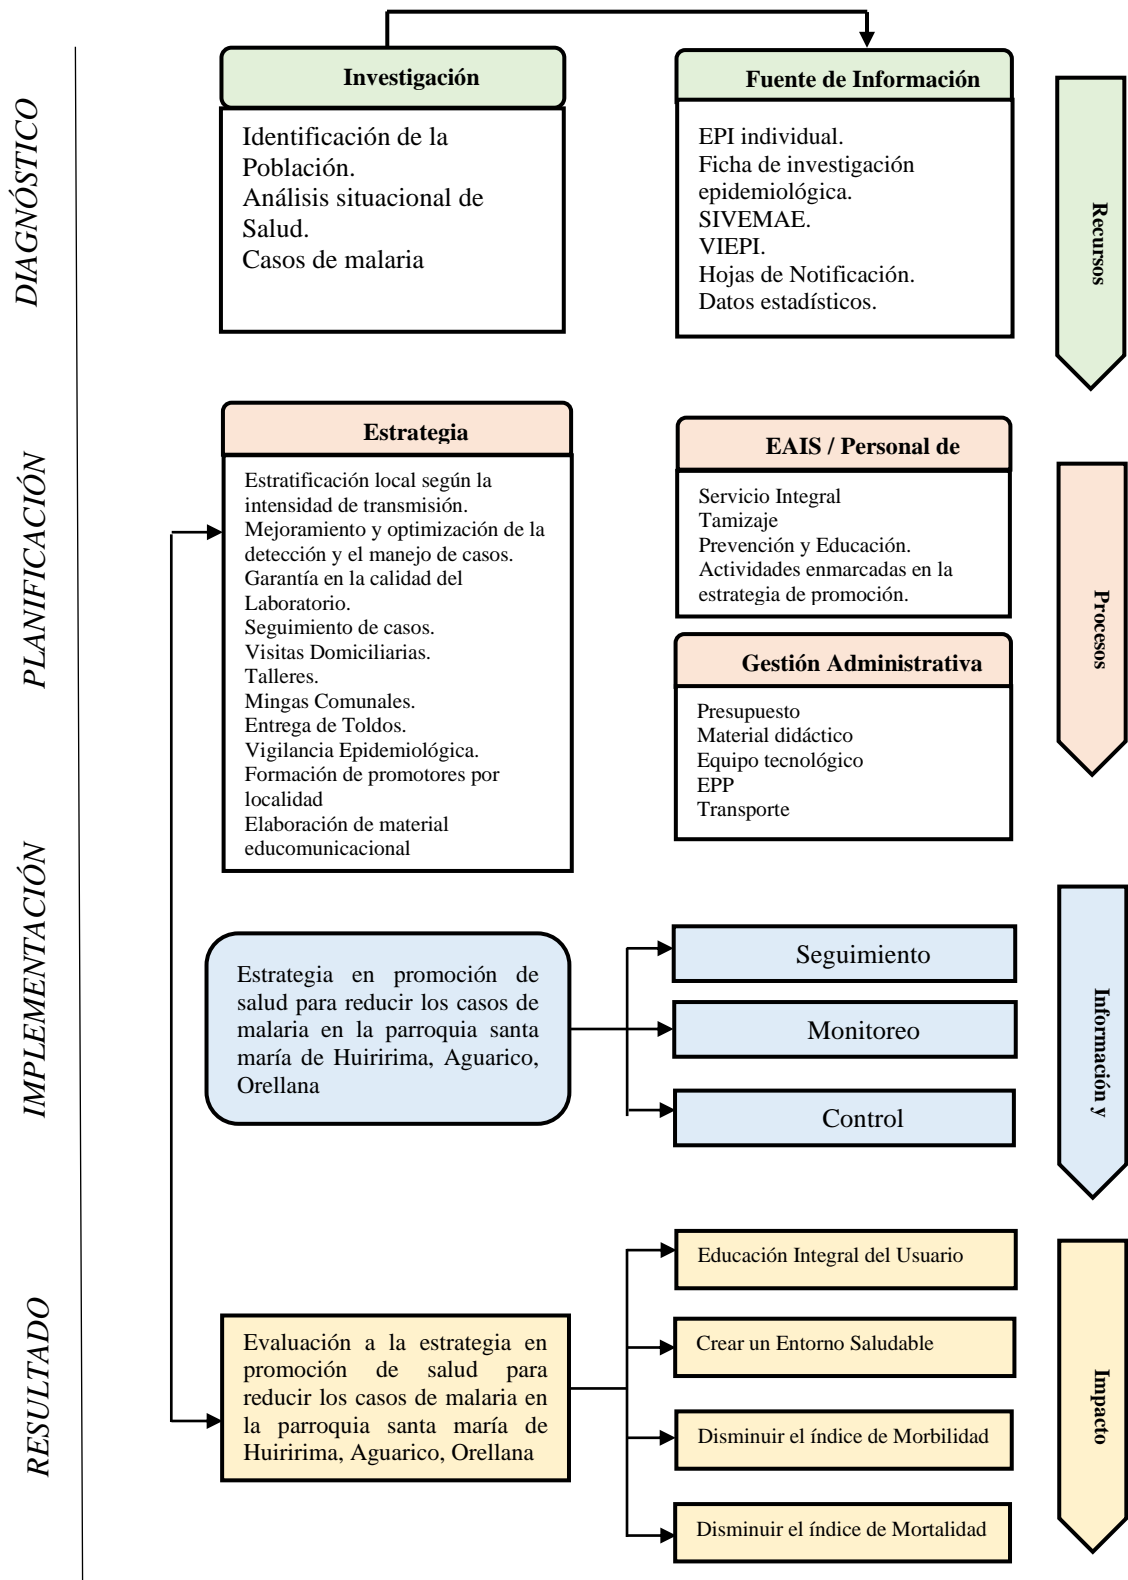 DIAGNÓSTICO
Investigación
Identificación de la
Población.
Análisis situacional de
Salud.
Casos de malaria
Fuente de Información
EPI individual.
Ficha de investigación
epidemiológica.
SIVEMAE.
VIEPI.
Hojas de Notificación.
Datos estadísticos.
Recursos
PLANIFICACIÓN
Estrategia
Estratificación local según la
intensidad de transmisión.
Mejoramiento y optimización de la
detección y el manejo de casos.
Garantía en la calidad del
Laboratorio.
Seguimiento de casos.
Visitas Domiciliarias.
Talleres.
Mingas Comunales.
Entrega de Toldos.
Vigilancia Epidemiológica.
Formación de promotores por
localidad
Elaboración de material
educomunicacional
EAIS / Personal de
Servicio Integral
Tamizaje
Prevención y Educación.
Actividades enmarcadas en la
estrategia de promoción.
Gestión Administrativa
Presupuesto
Material didáctico
Equipo tecnológico
EPP
Transporte
Procesos
IMPLEMENTACIÓN
Estrategia en promoción de
salud para reducir los casos de
malaria en la parroquia santa
maría de Huiririma, Aguarico,
Orellana
Seguimiento
Monitoreo
Control
Información y
RESULTADO
Evaluación a la estrategia en
promoción de salud para
reducir los casos de malaria en
la parroquia santa maría de
Huiririma, Aguarico, Orellana
Educación Integral del Usuario
Crear un Entorno Saludable
Disminuir el índice de Morbilidad
Disminuir el índice de Mortalidad
Impacto